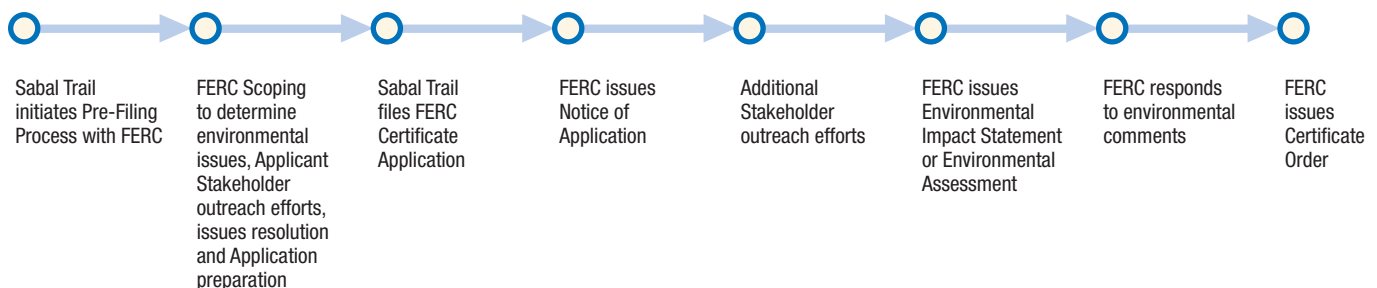 Sabal Trail
initiates Pre-Filing
Process with FERC
FERC Scoping
to determine
environmental
issues, Applicant
Stakeholder
outreach efforts,
issues resolution
and Application
preparation
Sabal Trail
files FERC
Certificate
Application
FERC issues
Notice of
Application
Additional
Stakeholder
outreach efforts
FERC issues
Environmental
Impact Statement
or Environmental
Assessment
FERC responds
to environmental
comments
FERC
issues
Certificate
Order